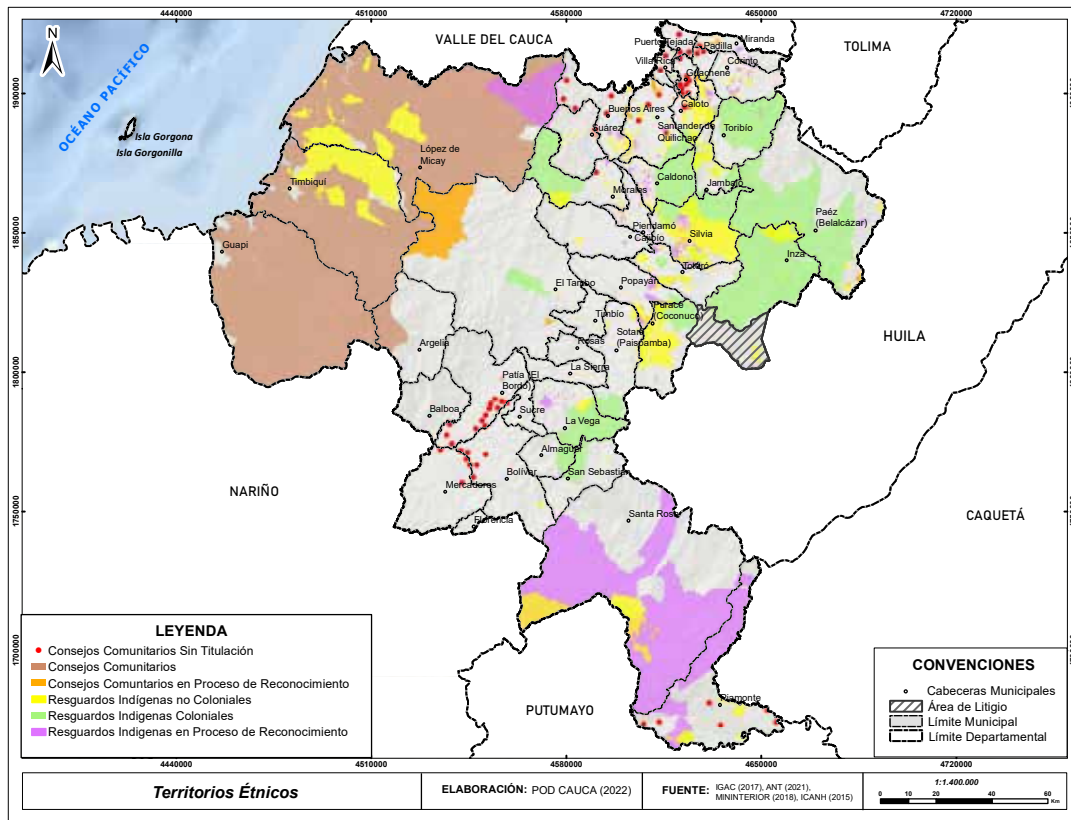 4440000
4510000
4580000
4650000
4720000
N
VALLE DEL CAUCA
TOLIMA
OCÉANO PACÍFICO
Isla Gorgona
Isla Gorgonilla
Puerto Tejada
Padilla
Miranda
Villa Rica
Corinto
Guachené
1900000
Buenos Aires
Caloto
Suárez
Santander de
Quilichao
Toribío
López de
Micay
Timbiquí
Caldono
Jambaló
Morales
Paéz
(Belalcázar)
1850000
Guapi
Piendamó
Cajibío
Silvia
Inza
Totoró
El Tambo
Popayán
Puracé
(Coconuco)
Timbío
Sotará
(Paispamba)
HUILA
Argelia
Rosas
1800000
La Sierra
Patía (El
Bordo)
Balboa
Sucre
La Vega
Almaguer
NARIÑO
Bolívar
San Sebastián
Mercaderes
1750000
Florencia
Santa Rosa
CAQUETÁ
1700000
PUTUMAYO
Piamonte
LEYENDA
Consejos Comunitarios Sin Titulación
Consejos Comunitarios
Consejos Comuntarios en Proceso de Reconocimiento
Resguardos Indígenas no Coloniales
Resguardos Indigenas Coloniales
Resguardos Indigenas en Proceso de Reconocimiento
CONVENCIONES
Cabeceras Municipales
Área de Litigio
Límite Municipal
Límite Departamental
4440000
4510000
4580000
4650000
4720000
Territorios Étnicos
ELABORACIÓN: POD CAUCA (2022)
FUENTE: IGAC (2017), ANT (2021),
MININTERIOR (2018), ICANH (2015)
1:1.400.000
0 10 20 40 60
Km